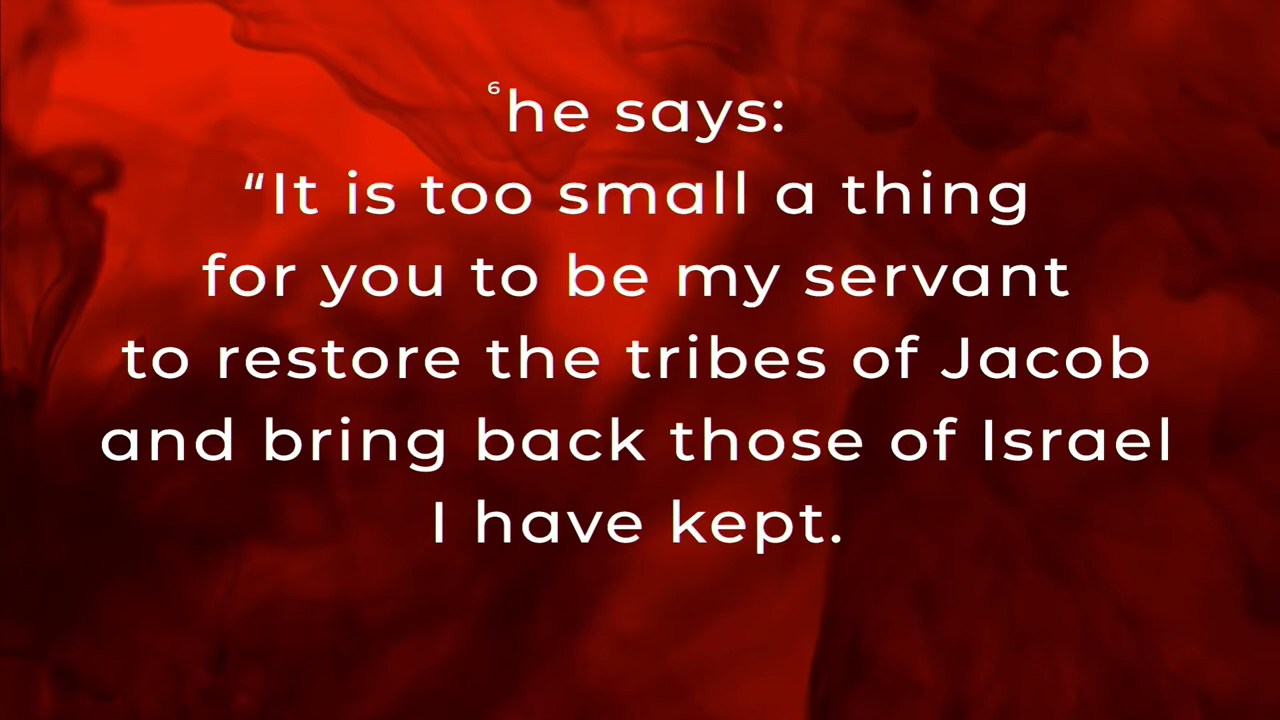 ⁶he says:
“It is too small a thing
for you to be my servant
to restore the tribes of Jacob
and bring back those of Israel
I have kept.